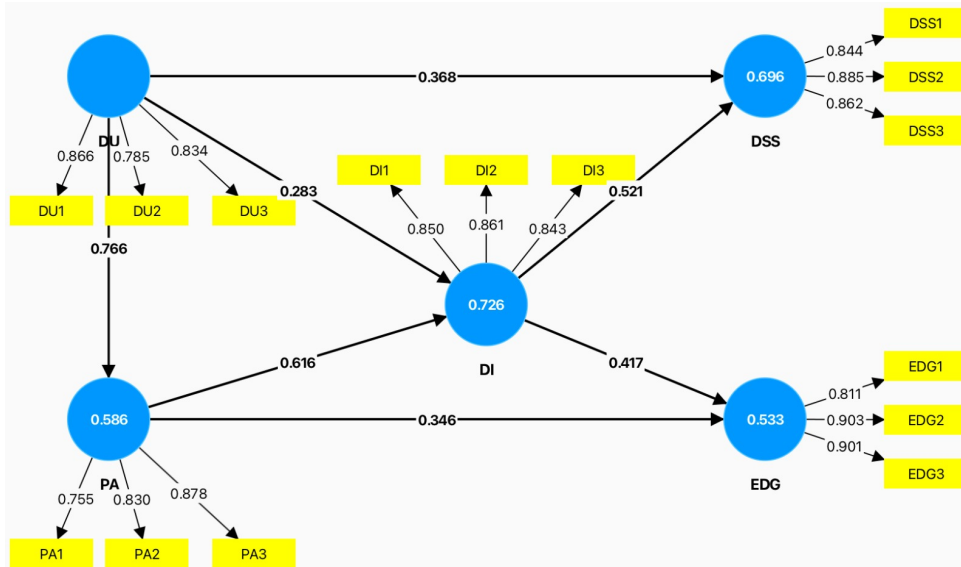 DSS1
0.844
0.368
0.696
0.885
DSS2
0.862
DSS3
DU
DSS
0.866
0.785
0.834
DU1
DU2
DU3
0.283
DI1
DI2
DI3
0.521
0.850
0.861
0.843
0.766
0.726
DI
0.616
0.417
EDG1
0.811
0.586
0.346
0.533
0.903
EDG2
0.901
EDG3
PA
EDG
0.755
0.830
0.878
PA1
PA2
PA3